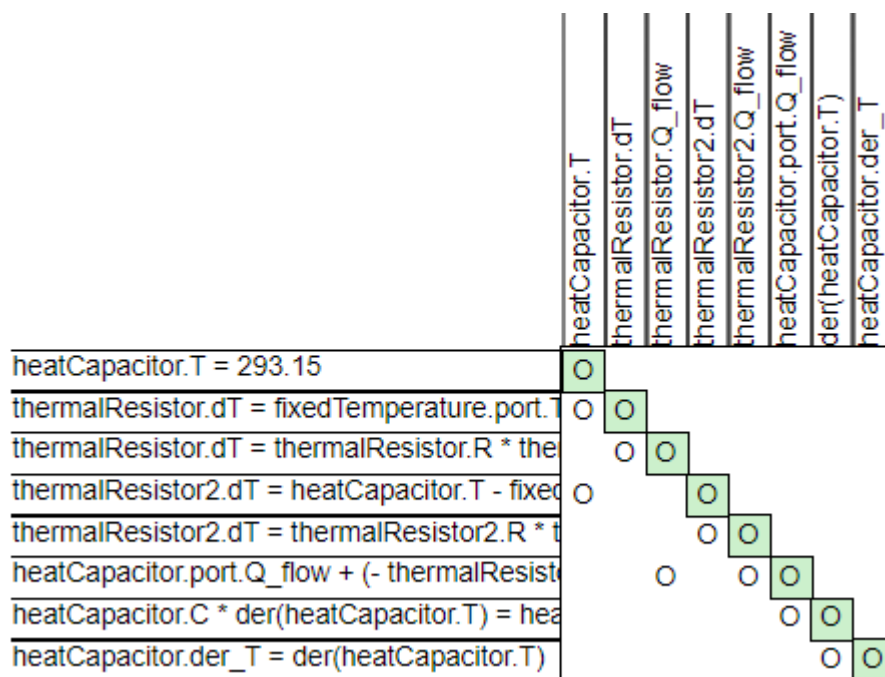 heatCapacitor.T
thermalResistor.dT
thermalResistor.Q_flow
thermalResistor2.dT
thermalResistor2.Q_flow
heatCapacitor.port.Q_flow
der(heatCapacitor.T)
heatCapacitor.der_T
heatCapacitor.T = 293.15 O
thermalResistor.dT = fixedTemperature.port.T O O
thermalResistor.dT = thermalResistor.R * ther O O
thermalResistor2.dT = heatCapacitor.T - fixed O O
thermalResistor2.dT = thermalResistor2.R * t O O
heatCapacitor.port.Q_flow + (- thermalResisto O O O
heatCapacitor.C * der(heatCapacitor.T) = hea O O
heatCapacitor.der_T = der(heatCapacitor.T) O O